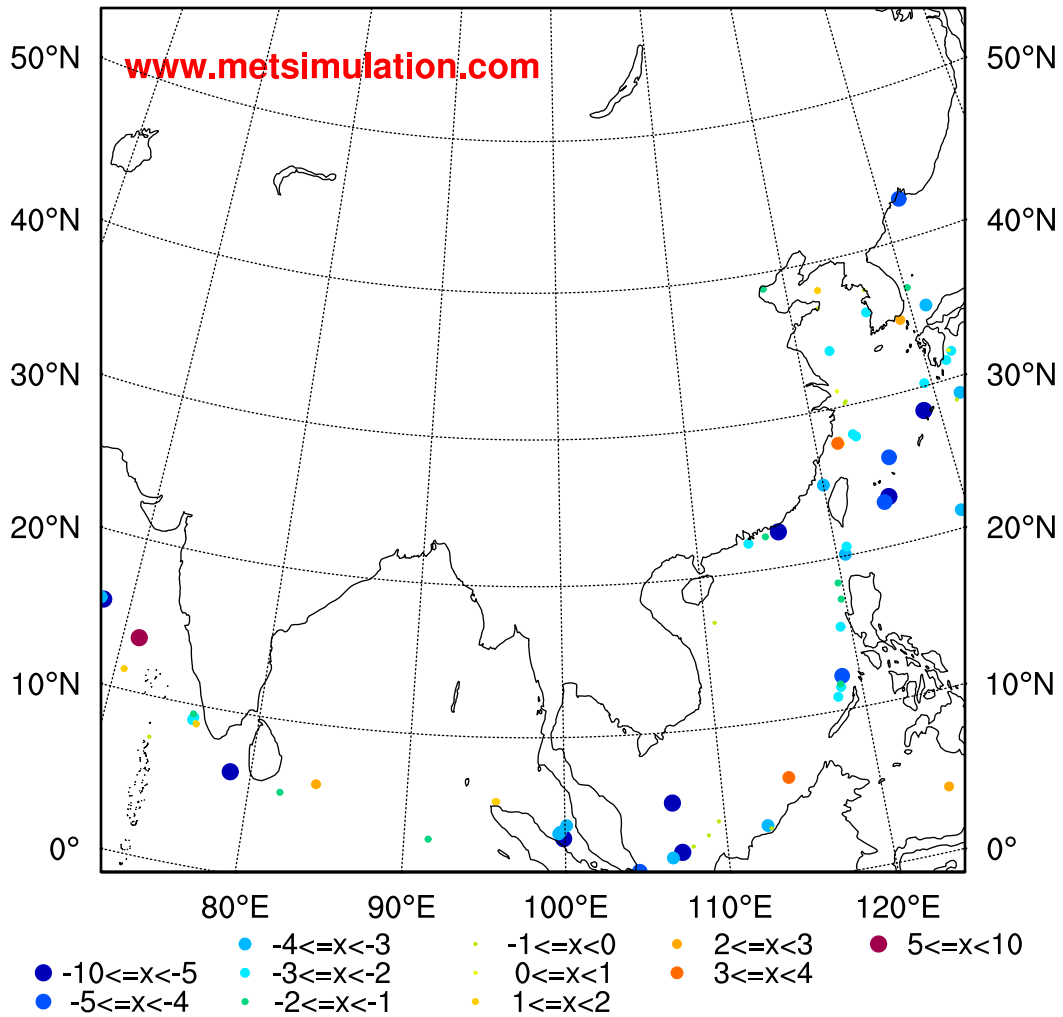 www.metsimulation.com
50°N 50°N
40°N 40°N
30°N 30°N
20°N 20°N
10°N 10°N
0° 0°
80°E 90°E 100°E 110°E 120°E
-4<=x<-3 -1<=x<0 2<=x<3 5<=x<10
-10<=x<-5 -3<=x<-2 0<=x<1 3<=x<4
-5<=x<-4 -2<=x<-1 1<=x<2